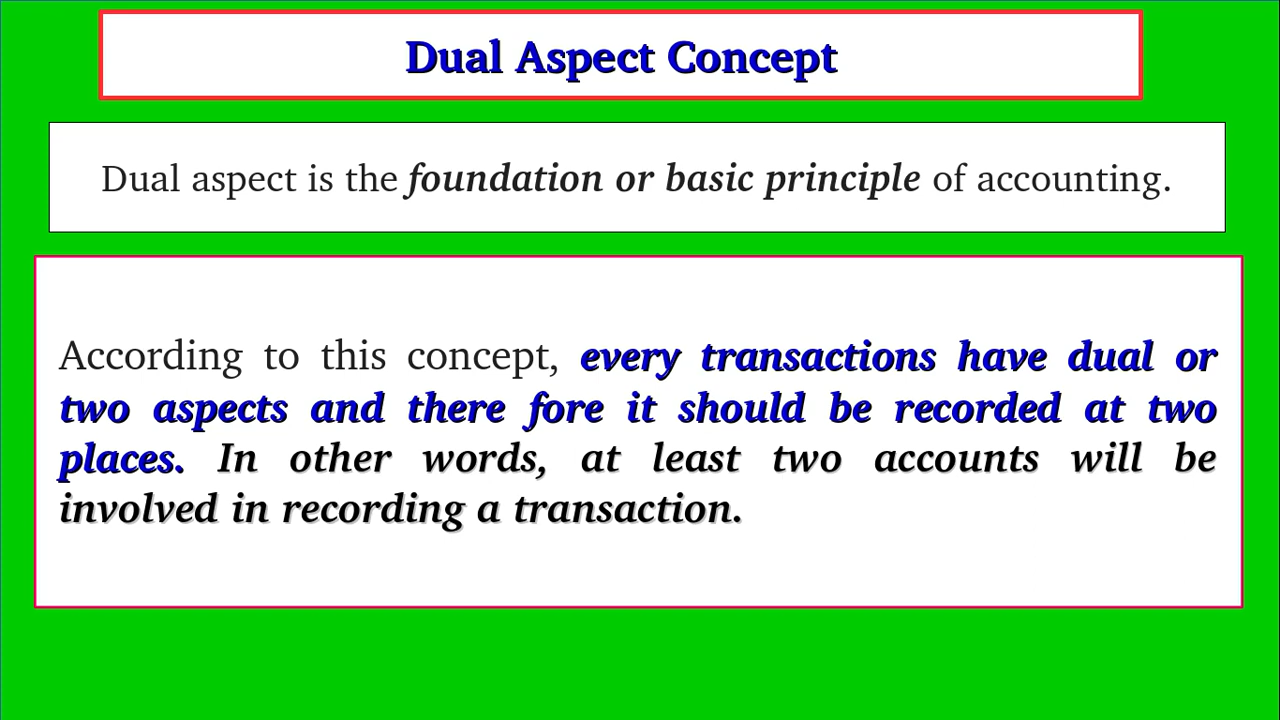 Dual Aspect Concept
Dual aspect is the foundation or basic principle of accounting.
According to this concept, every transactions have dual or
two aspects and there fore it should be recorded at two
places. In other words, at least two accounts will be
involved in recording a transaction.